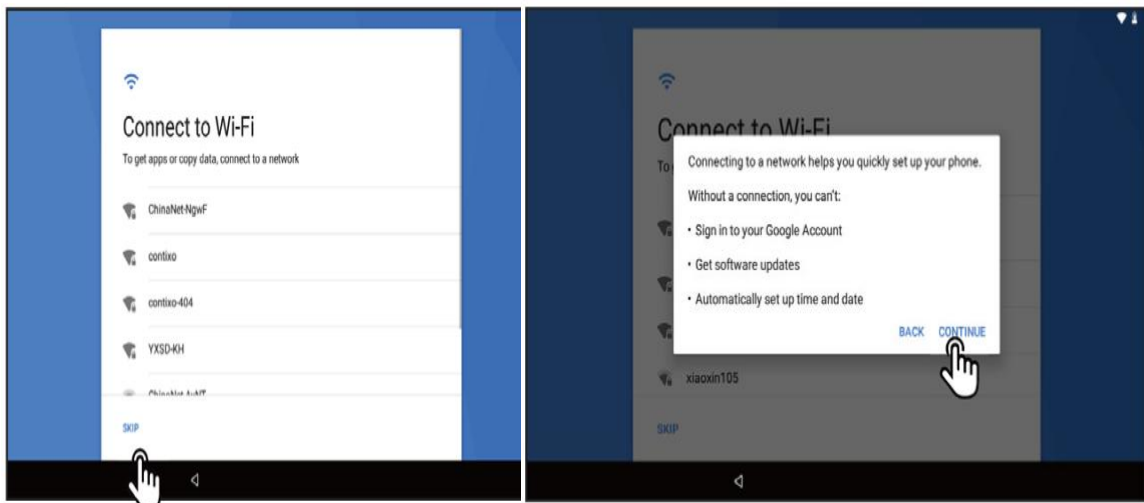 Connect to Wi-Fi
To get apps or copy data, connect to a network
ChinaNet-NgwF
contixo
contixo-404
YXSD-KH
SKIP
Connect to Wi-Fi
To
Connecting to a network helps you quickly set up your phone.
Without a connection, you can't:
• Sign in to your Google Account
• Get software updates
• Automatically set up time and date
BACK CONTINUE
xiaoxin105
SKIP